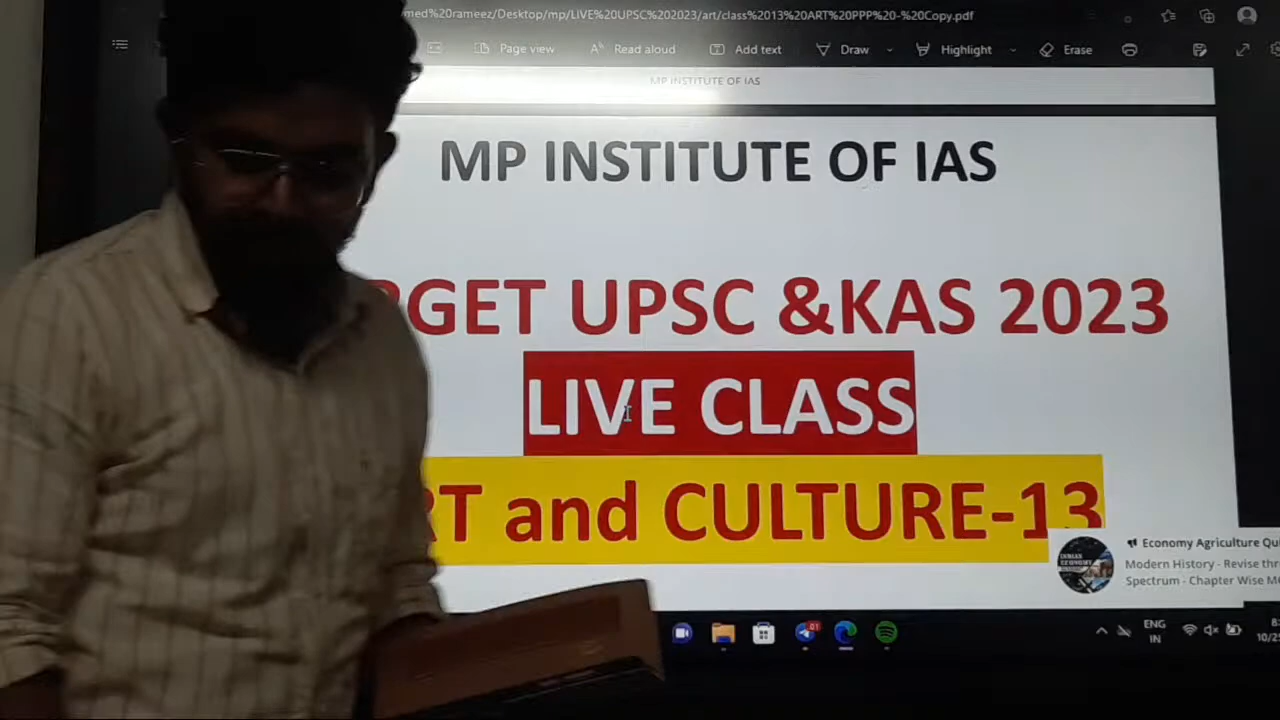 med%20rameez/Desktop/mp/LIVE%20UPSC%202023/art/class%2013%20ART%20PPP%20-%20Copy.pdf
Page view
Read aloud
Add text
Draw
Highlight
Erase
MP INSTITUTE OF IAS
MP INSTITUTE OF IAS
RGET UPSC &KAS 2023
LIVE CLASS
RT and CULTURE-13
Economy Agriculture Qu
Modern History - Revise thr
Spectrum - Chapter Wise M
ENG
IN